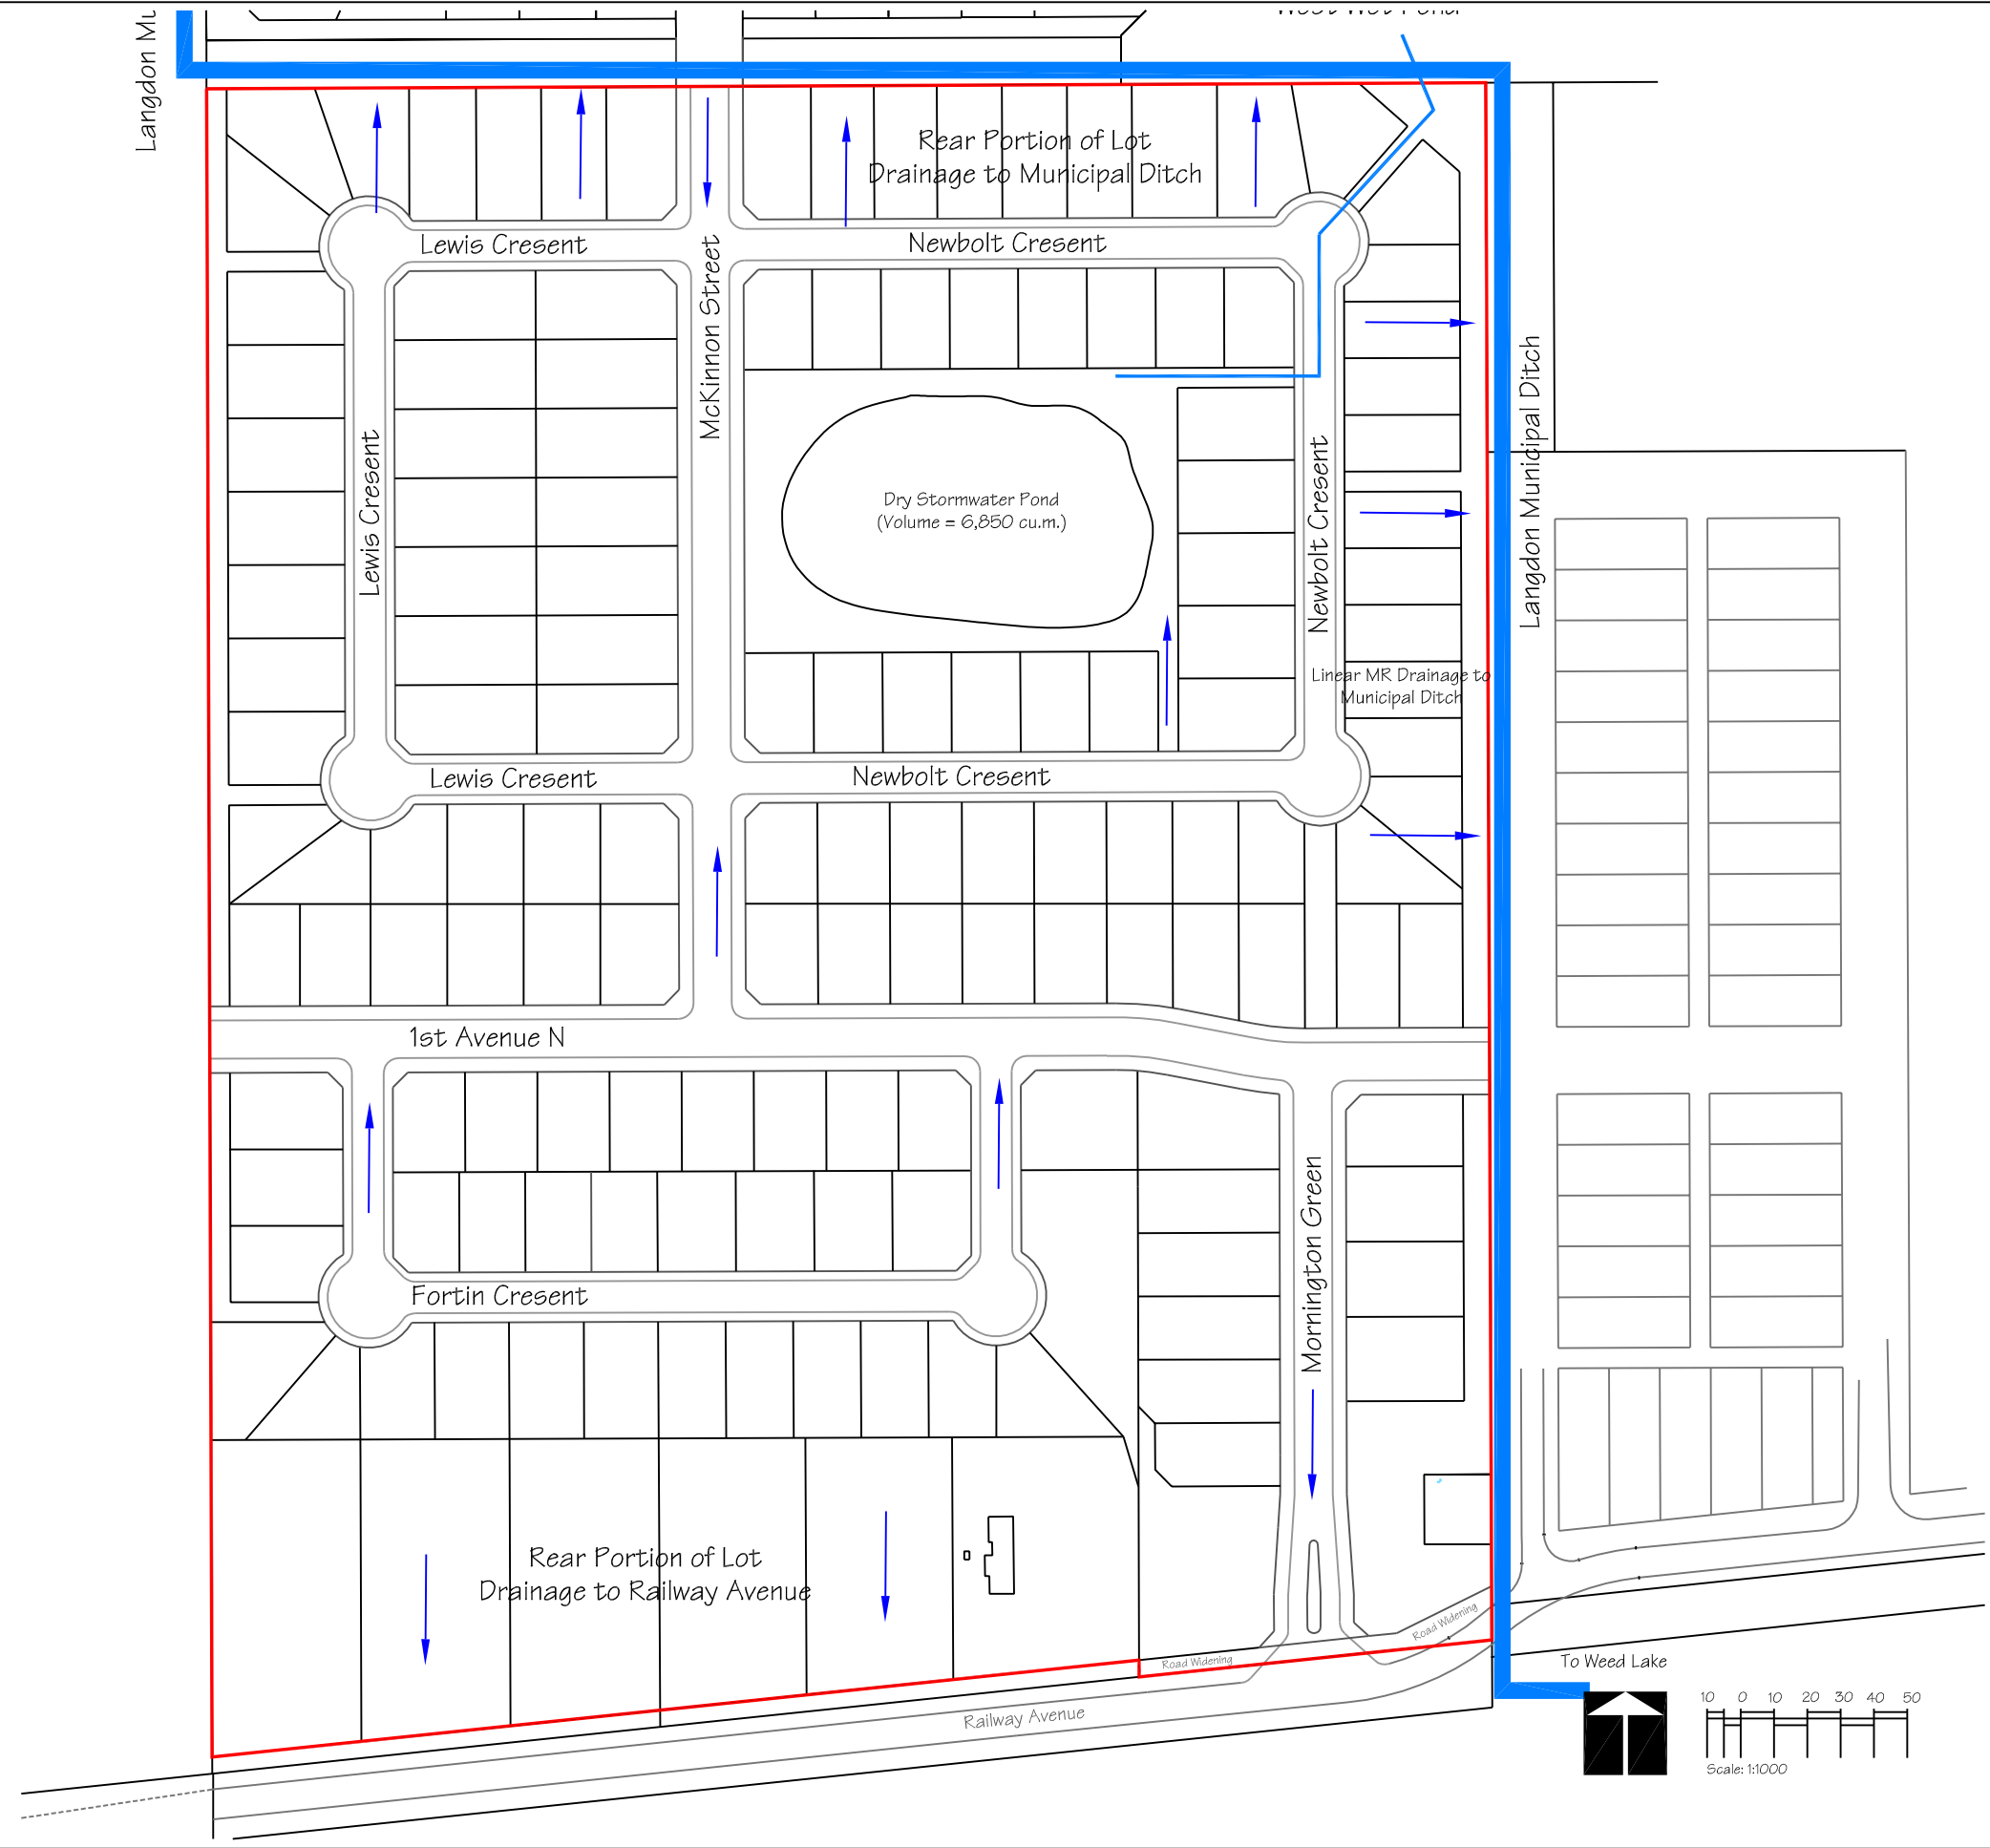 Langdon Mu
Rear Portion of Lot
Drainage to Municipal Ditch
Lewis Cresent
McKinnon Street
Newbolt Cresent
Lewis Cresent
Dry Stormwater Pond
(Volume = 6,850 cu.m.)
Newbolt Cresent
Langdon Municipal Ditch
Linear MR Drainage to
Municipal Ditch
Lewis Cresent
Newbolt Cresent
1st Avenue N
Mornington Green
Fortin Cresent
Rear Portion of Lot
Drainage to Railway Avenue
Road Widening
Road Widening
Railway Avenue
To Weed Lake
10 0 10 20 30 40 50
Scale: 1:1000